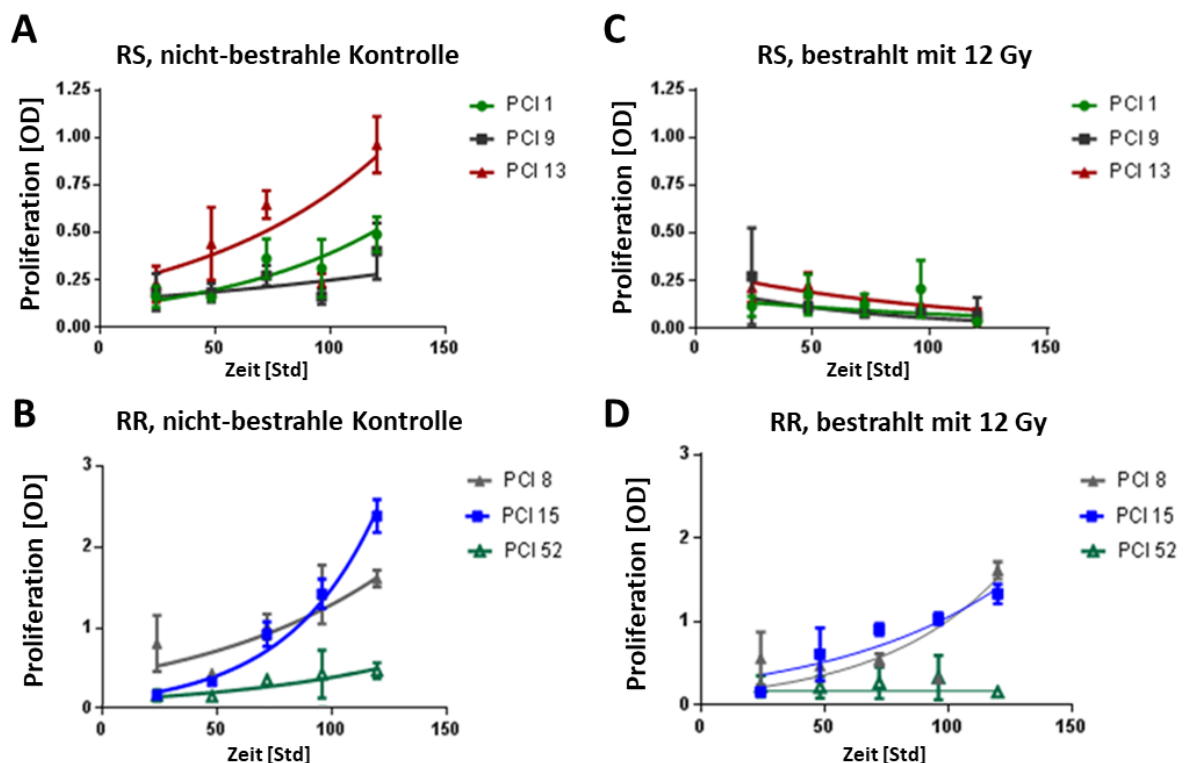 A
RS, nicht-bestrahle Kontrolle
Proliferation [OD]
1.25
1.00
0.75
0.50
0.25
0.00
0
50
100
150
Zeit [Std]
PCI 1
PCI 9
PCI 13
C
RS, bestrahlt mit 12 Gy
Proliferation [OD]
1.25
1.00
0.75
0.50
0.25
0.00
0
50
100
150
Zeit [Std]
PCI 1
PCI 9
PCI 13
B
RR, nicht-bestrahle Kontrolle
Proliferation [OD]
3
2
1
0
0
50
100
150
Zeit [Std]
PCI 8
PCI 15
PCI 52
D
RR, bestrahlt mit 12 Gy
Proliferation [OD]
3
2
1
0
0
50
100
150
Zeit [Std]
PCI 8
PCI 15
PCI 52